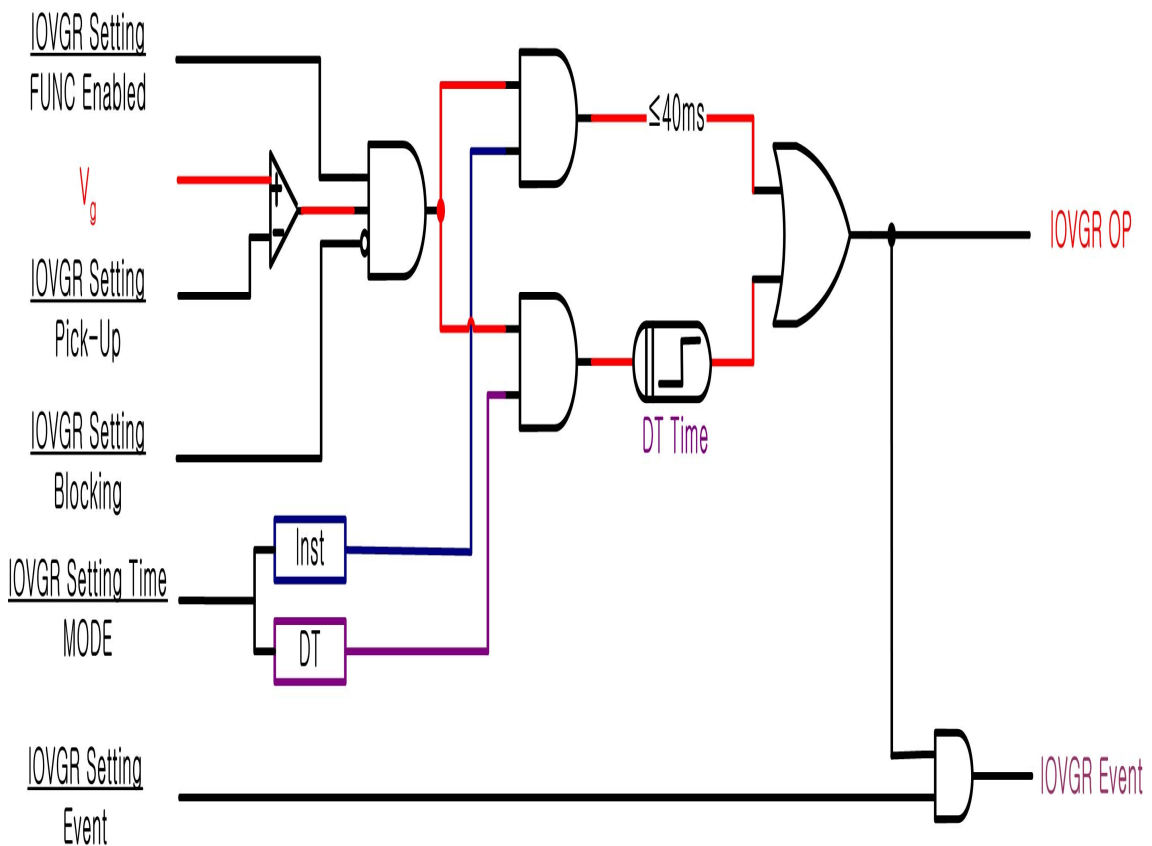 IOVGR Setting
FUNC Enabled
≤40ms
+
Vg
−
IOVGR OP
IOVGR Setting
Pick-Up
IOVGR Setting
Blocking
DT Time
Inst
IOVGR Setting Time
MODE
DT
IOVGR Setting
Event
IOVGR Event